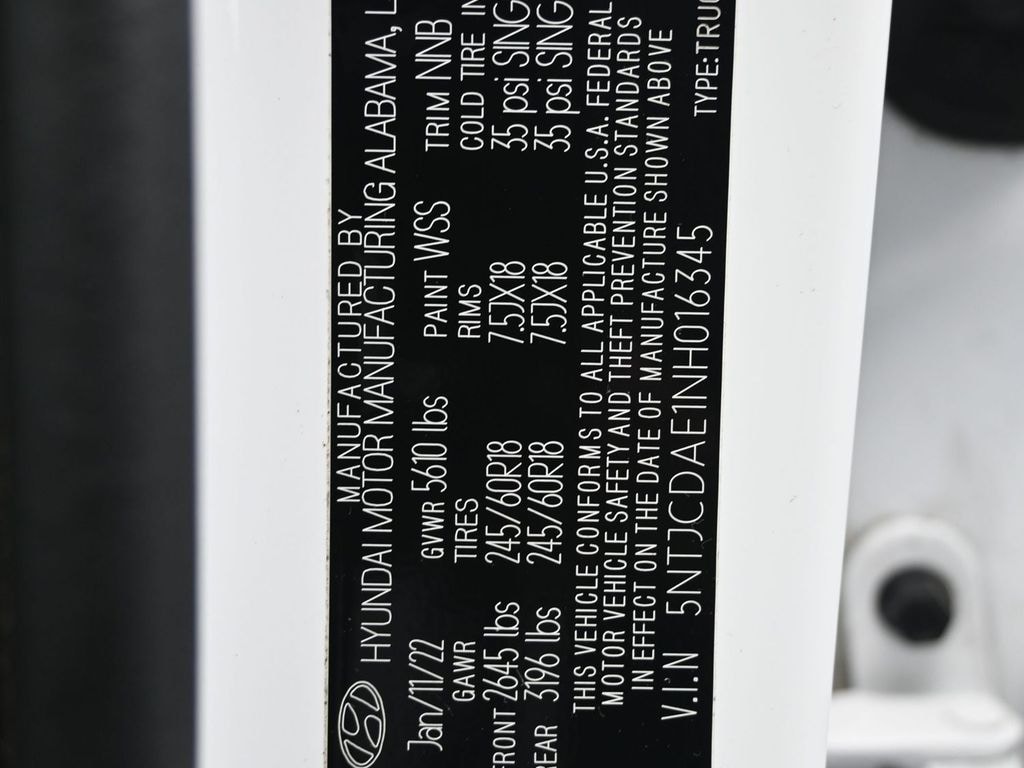 MANUFACTURED BY
HYUNDAI MOTOR MANUFACTURING ALABAMA, L
Jan/11/22 GVWR 5610 lbs PAINT WSS TRIM NNB
GAWR TIRES RIMS COLD TIRE IN
FRONT 2645 lbs 245/60R18 7.5JX18 35 psi SING
REAR 3196 lbs 245/60R18 7.5JX18 35 psi SING
THIS VEHICLE CONFORMS TO ALL APPLICABLE U.S.A. FEDERAL
MOTOR VEHICLE SAFETY AND THEFT PREVENTION STANDARDS
IN EFFECT ON THE DATE OF MANUFACTURE SHOWN ABOVE
V.I.N 5NTJCDAE1NH016345 TYPE:TRUC